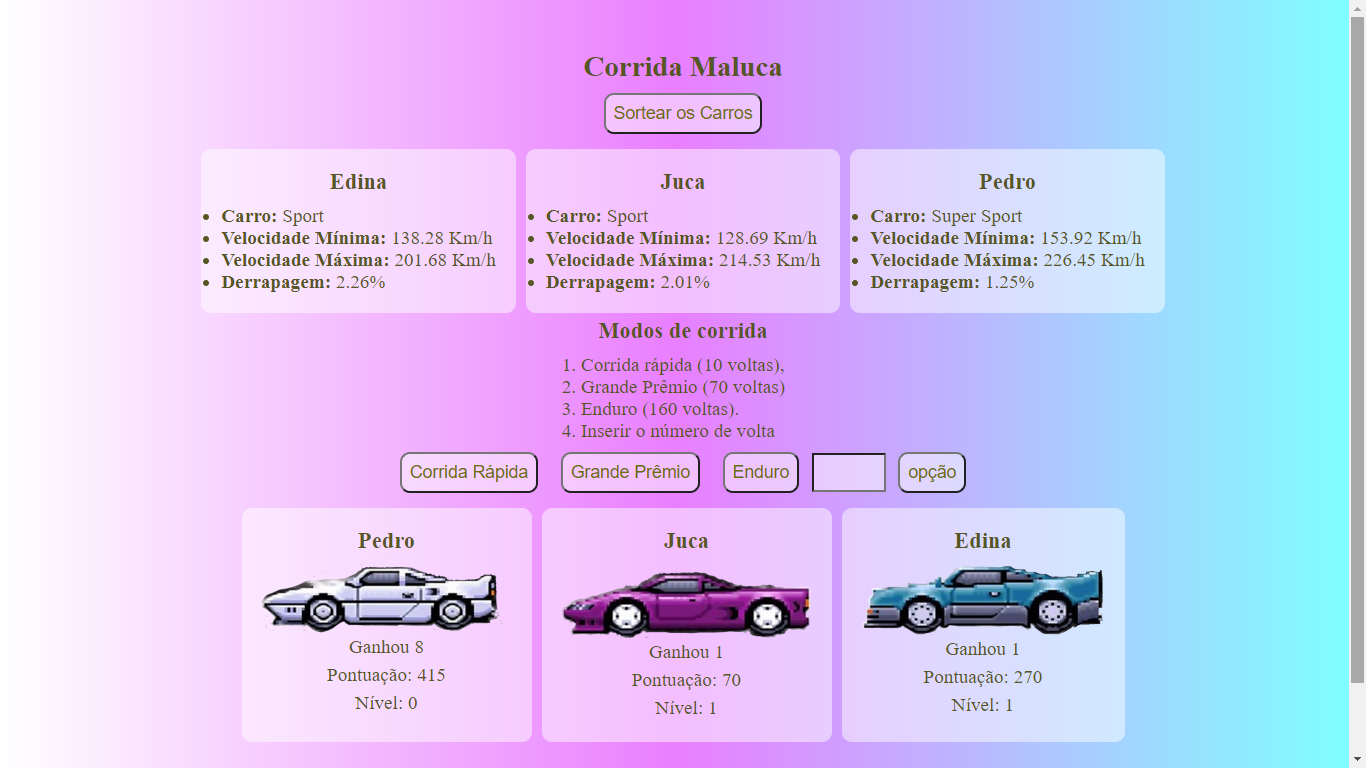 Corrida Maluca
Sortear os Carros
Edina
Carro: Sport
Velocidade Mínima: 138.28 Km/h
Velocidade Máxima: 201.68 Km/h
Derrapagem: 2.26%
Juca
Carro: Sport
Velocidade Mínima: 128.69 Km/h
Velocidade Máxima: 214.53 Km/h
Derrapagem: 2.01%
Pedro
Carro: Super Sport
Velocidade Mínima: 153.92 Km/h
Velocidade Máxima: 226.45 Km/h
Derrapagem: 1.25%
Modos de corrida
1. Corrida rápida (10 voltas),
2. Grande Prêmio (70 voltas)
3. Enduro (160 voltas).
4. Inserir o número de volta
Corrida Rápida
Grande Prêmio
Enduro
opção
Pedro
Ganhou 8
Pontuação: 415
Nível: 0
Juca
Ganhou 1
Pontuação: 70
Nível: 1
Edina
Ganhou 1
Pontuação: 270
Nível: 1